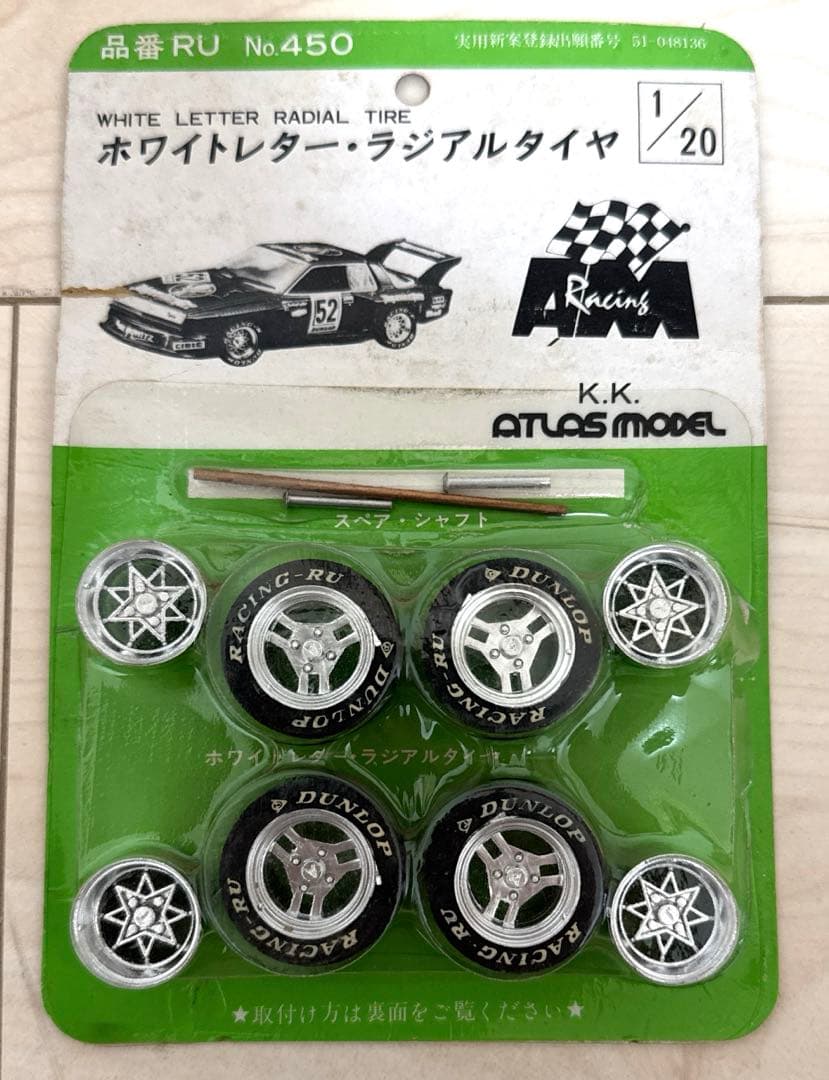 品番RU No.450
実用新案登録出願番号 51-048136
WHITE LETTER RADIAL TIRE
ホワイトレター・ラジアルタイヤ
1/20
52
DUNLOP
CIBIE
AM
Racing
K.K.
ATLAS MODEL
スペア・シャフト
RACING-RU
DUNLOP
DUNLOP
RACING-RU
ホワイトレター・ラジアルタイヤ
DUNLOP
RACING-RU
DUNLOP
RACING-RU
★取付け方は裏面をご覧ください★